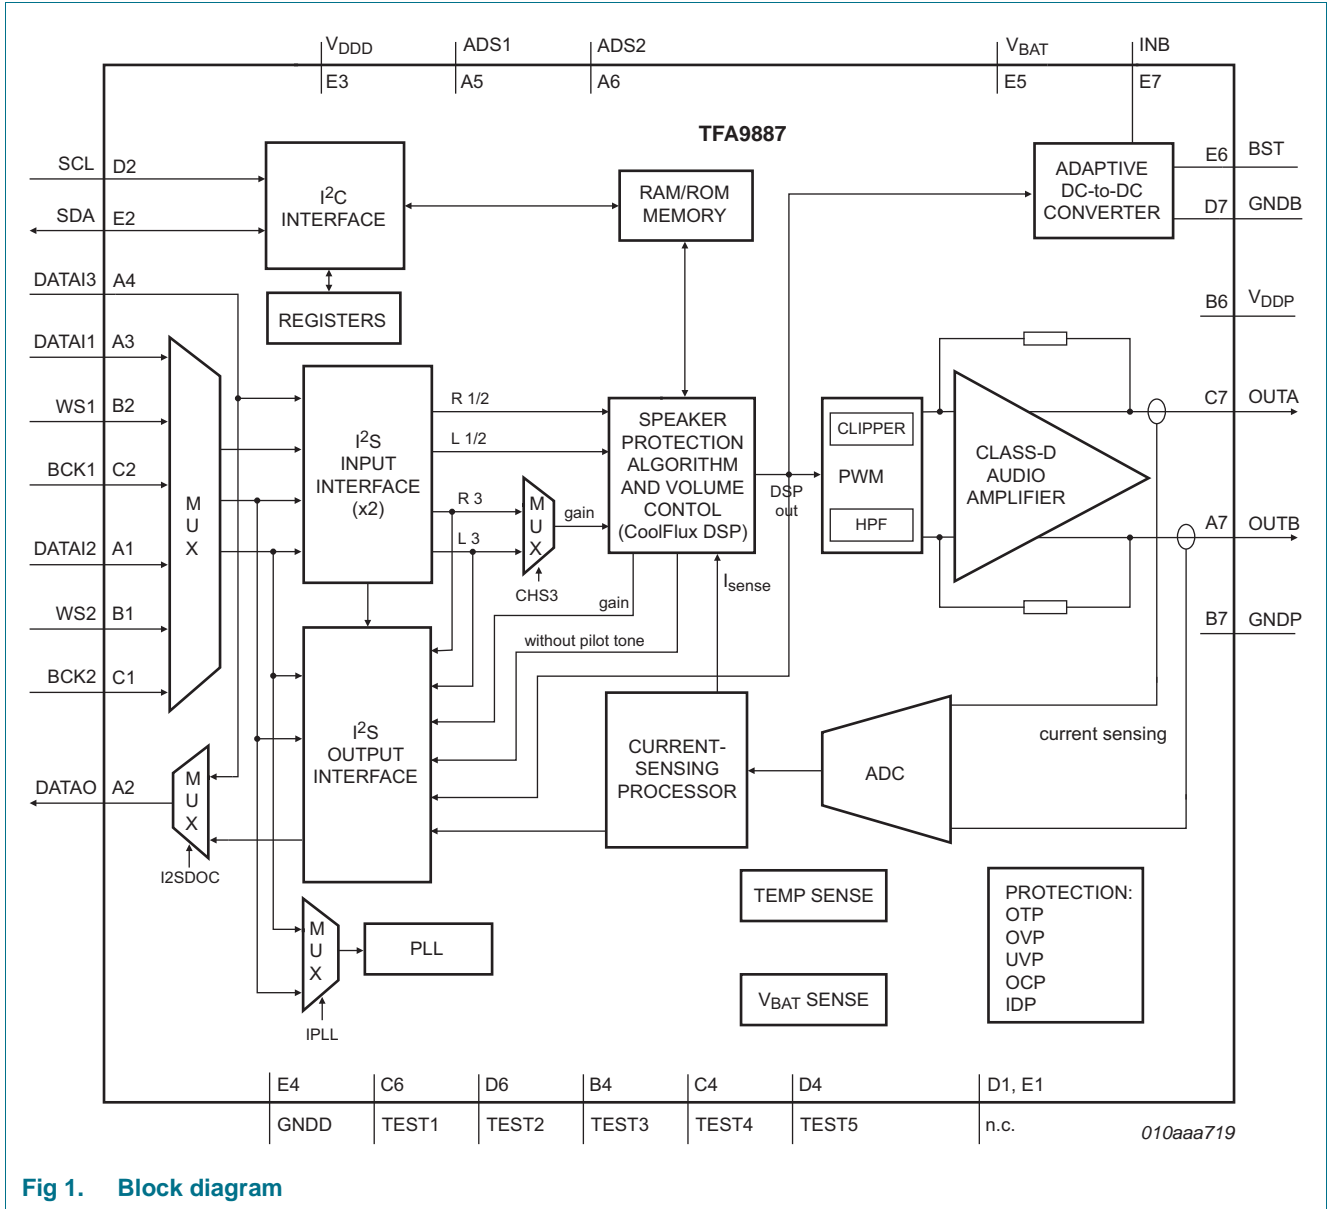 VDDD
ADS1
ADS2
VBAT
INB
E3
A5
A6
E5
E7
TFA9887
SCL D2
SDA E2
DATAI3 A4
DATAI1 A3
WS1 B2
BCK1 C2
DATAI2 A1
WS2 B1
BCK2 C1
DATAO A2
I2C
INTERFACE
REGISTERS
RAM/ROM
MEMORY
ADAPTIVE
DC-to-DC
CONVERTER
E6 BST
D7 GNDB
B6 VDDP
C7 OUTA
A7 OUTB
B7 GNDP
MUX
I2S
INPUT
INTERFACE
(x2)
R 1/2
L 1/2
R 3
L 3
MUX
CHS3
gain
SPEAKER
PROTECTION
ALGORITHM
AND VOLUME
CONTOL
(CoolFlux DSP)
DSP
out
CLIPPER
PWM
HPF
CLASS-D
AUDIO
AMPLIFIER
Isense
gain
without pilot tone
I2S
OUTPUT
INTERFACE
CURRENT-
SENSING
PROCESSOR
ADC
current sensing
MUX
I2SDOC
MUX
IPLL
PLL
TEMP SENSE
VBAT SENSE
PROTECTION:
OTP
OVP
UVP
OCP
IDP
E4
C6
D6
B4
C4
D4
D1, E1
GNDD
TEST1
TEST2
TEST3
TEST4
TEST5
n.c.
010aaa719
Fig 1. Block diagram